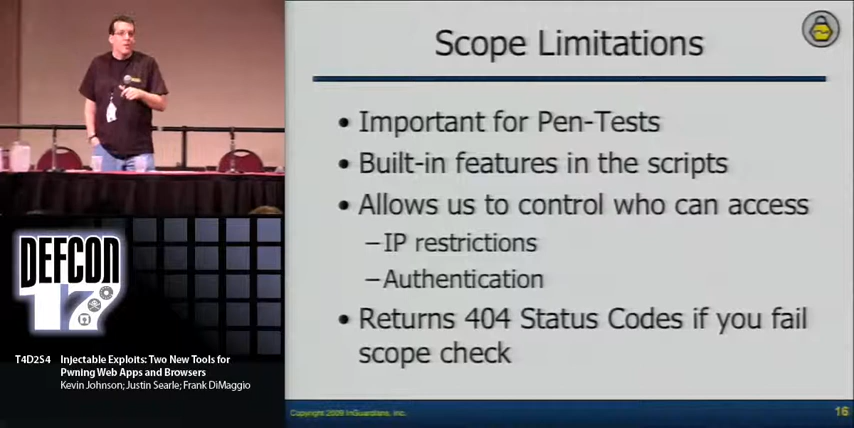 Scope Limitations
• Important for Pen-Tests
• Built-in features in the scripts
• Allows us to control who can access
–IP restrictions
–Authentication
• Returns 404 Status Codes if you fail
scope check
Copyright 2009 InGuardians, Inc.
16
DEFCON
17
T4D2S4 Injectable Exploits: Two New Tools for
Pwning Web Apps and Browsers
Kevin Johnson; Justin Searle; Frank DiMaggio